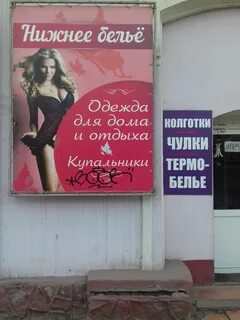 Нижнее бельё
Одежда
для дома
и отдыха
Купальники
КОЛГОТКИ
ЧУЛКИ
ТЕРМО-
БЕЛЬЕ